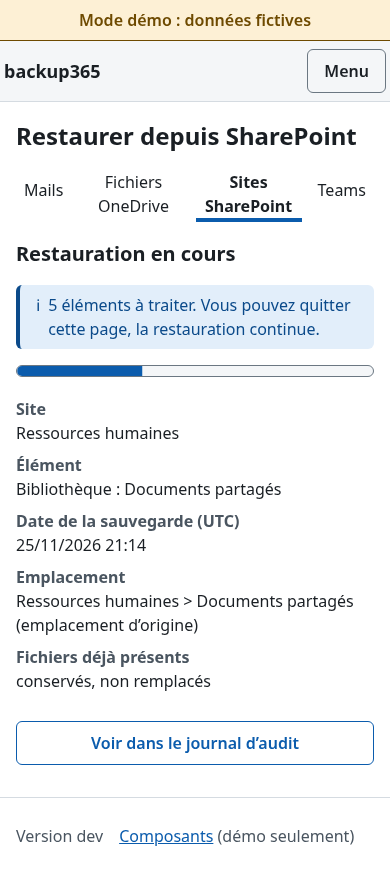 Mode démo : données fictives
backup365
Menu
Restaurer depuis SharePoint
Mails
Fichiers
OneDrive
Sites
SharePoint
Teams
Restauration en cours
i 5 éléments à traiter. Vous pouvez quitter
cette page, la restauration continue.
Site
Ressources humaines
Élément
Bibliothèque : Documents partagés
Date de la sauvegarde (UTC)
25/11/2026 21:14
Emplacement
Ressources humaines > Documents partagés
(emplacement d’origine)
Fichiers déjà présents
conservés, non remplacés
Voir dans le journal d’audit
Version dev Composants (démo seulement)